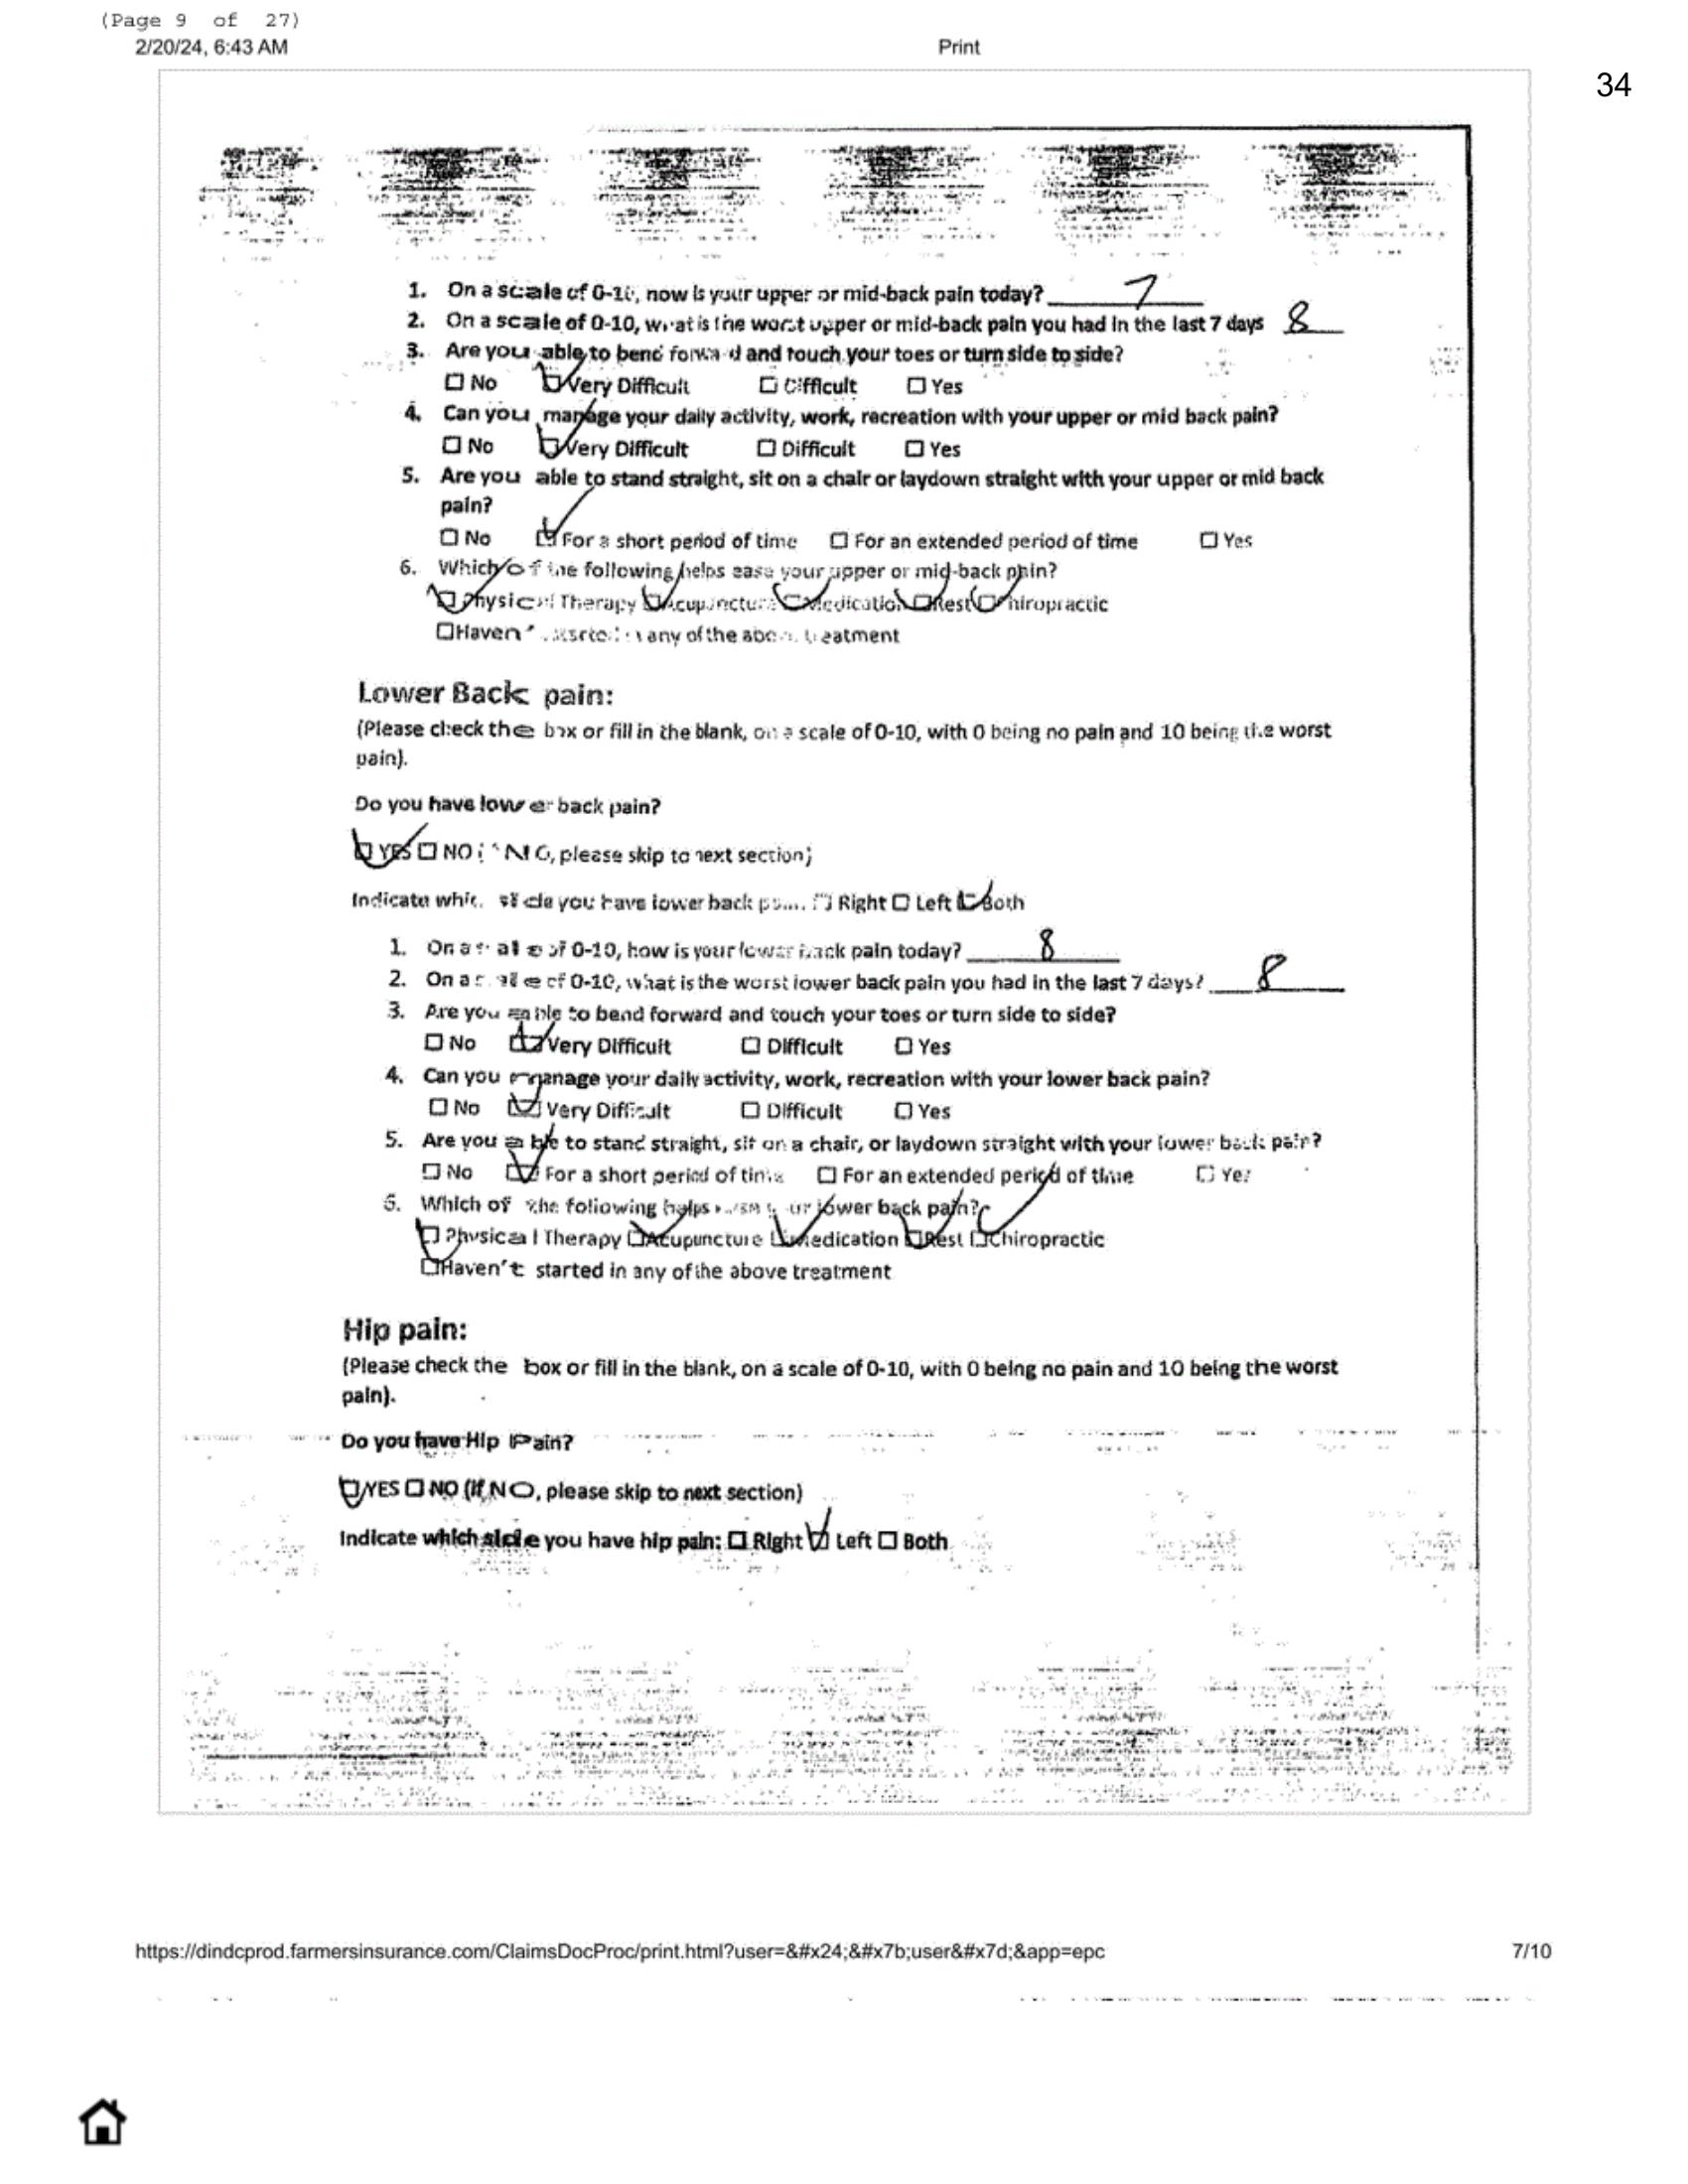 (Page 9 of 27)
2/20/24, 6:43 AM Print
34
1. On a scale of 0-10, how is your upper or mid-back pain today? 7
2. On a scale of 0-10, what is the worst upper or mid-back pain you had in the last 7 days 8
3. Are you able to bend forward and touch your toes or turn side to side?
☐ No ☑ Very Difficult ☐ Difficult ☐ Yes
4. Can you manage your daily activity, work, recreation with your upper or mid back pain?
☐ No ☑ Very Difficult ☐ Difficult ☐ Yes
5. Are you able to stand straight, sit on a chair or laydown straight with your upper or mid back
pain?
☐ No ☑ For a short period of time ☐ For an extended period of time ☐ Yes
6. Which of the following helps ease your upper or mid-back pain?
☑ Physical Therapy ☑ Acupuncture ☑ Medication ☑ Rest ☑ Chiropractic
☐ Haven't any of the above treatment
Lower Back pain:
(Please check the box or fill in the blank, on a scale of 0-10, with 0 being no pain and 10 being the worst
pain).
Do you have lower back pain?
☑ YES ☐ NO NO, please skip to next section)
Indicate side you have lower back ☐ Right ☐ Left ☑ Both
1. On a scale of 0-10, how is your lower back pain today? 8
2. On a scale of 0-10, what is the worst lower back pain you had in the last 7 days? 8
3. Are you able to bend forward and touch your toes or turn side to side?
☐ No ☑ Very Difficult ☐ Difficult ☐ Yes
4. Can you manage your daily activity, work, recreation with your lower back pain?
☐ No ☑ Very Difficult ☐ Difficult ☐ Yes
5. Are you able to stand straight, sit on a chair, or laydown straight with your lower back pain?
☐ No ☑ For a short period of time ☐ For an extended period of time ☐ Yes
6. Which of the following helps your lower back pain?
☑ Physical Therapy ☑ Acupuncture ☑ Medication ☑ Rest ☑ Chiropractic
☐ Haven't started in any of the above treatment
Hip pain:
(Please check the box or fill in the blank, on a scale of 0-10, with 0 being no pain and 10 being the worst
pain).
Do you have Hip Pain?
☑ YES ☐ NO (If NO, please skip to next section)
Indicate which side you have hip pain: ☐ Right ☑ Left ☐ Both
https://dindcprod.farmersinsurance.com/ClaimsDocProc/print.html?user=&#x24;&#x7b;user&#x7d;&app=epc 7/10